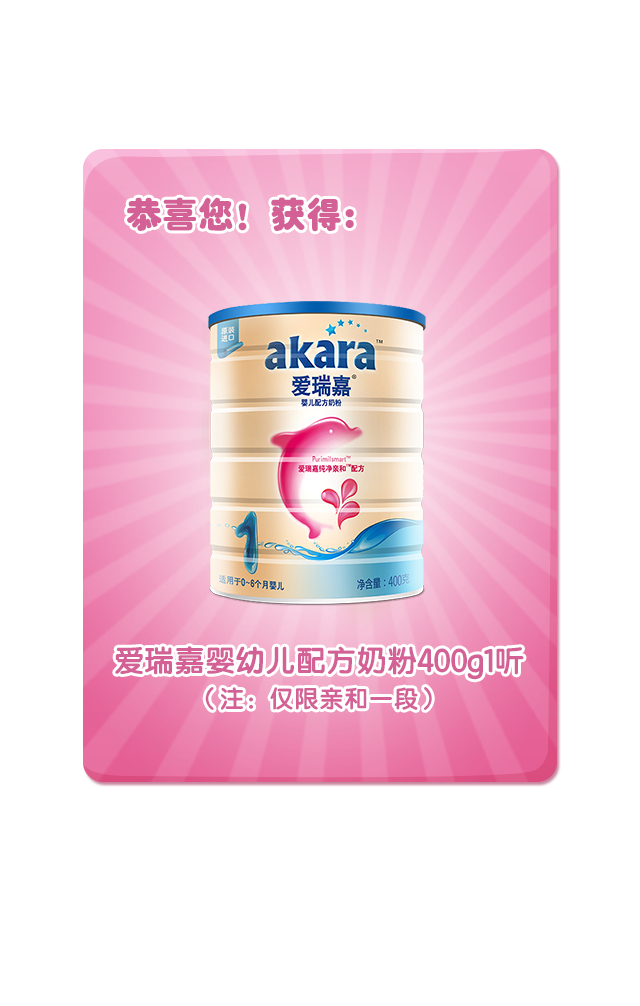 恭喜您！获得：
原装
进口
akara™
爱瑞嘉®
婴儿配方奶粉
Purimilsmart™
爱瑞嘉纯净亲和™配方
1
适用于0~6个月婴儿
净含量：400克
爱瑞嘉婴幼儿配方奶粉400g1听
（注：仅限亲和一段）